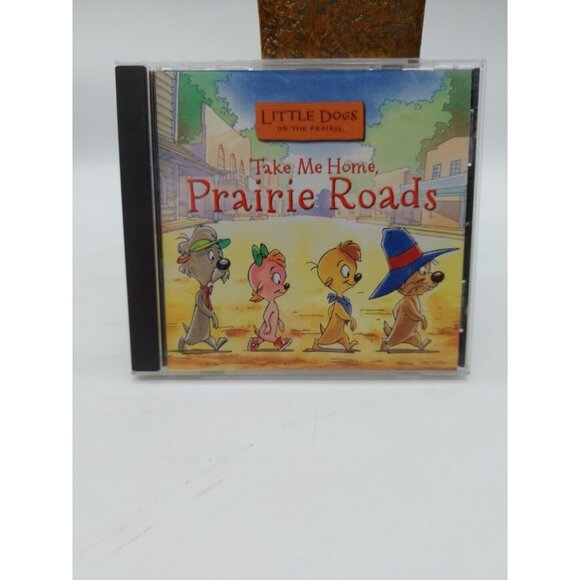 LITTLE DOGS
ON THE PRAIRIE
Take Me Home,
Prairie Roads